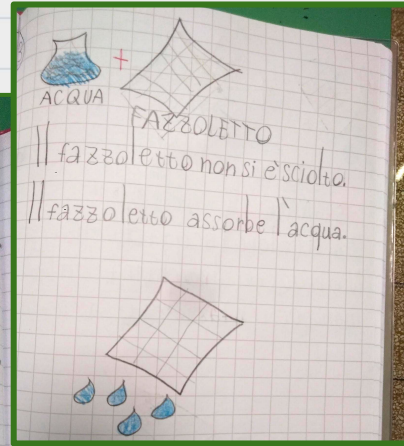 +
ACQUA
FAZZOLETTO
Il
fazzoletto non si è sciolto.
Il fazzoletto assorbe l'acqua.